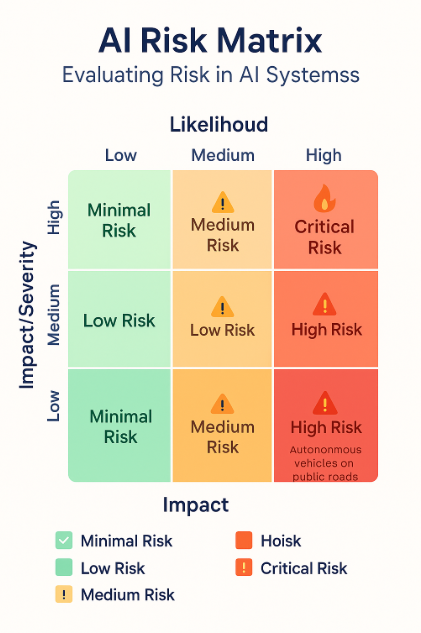 AI Risk Matrix
Evaluating Risk in AI Systemss
Likelihoud
Low Medium High
Impact/Severity
High
Minimal
Risk
Medium
Risk
Critical
Risk
Medium
Low Risk
Low Risk
High Risk
Low
Minimal
Risk
Medium
Risk
High Risk
Autonommous
vehicles on
public roads
Impact
Minimal Risk
Low Risk
Medium Risk
Hoisk
Critical Risk